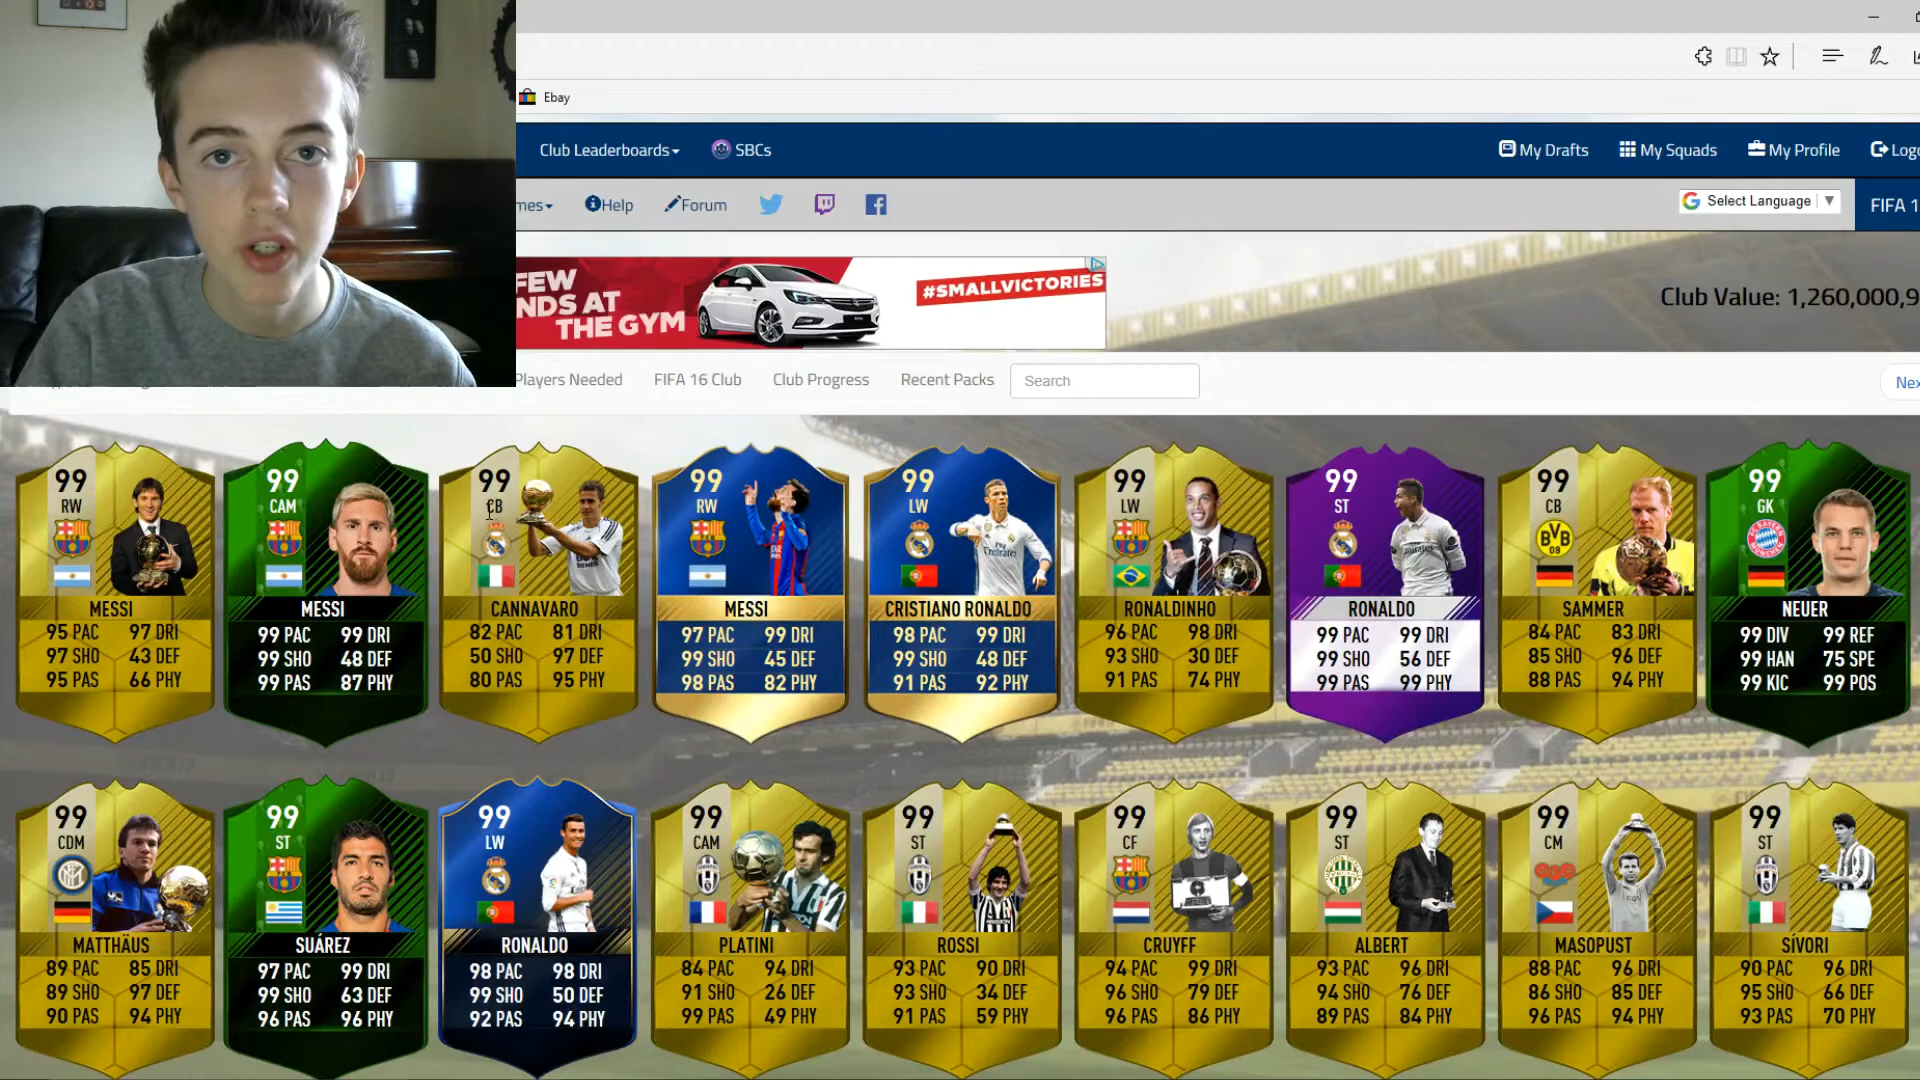 Ebay
Club Leaderboards SBCs My Drafts My Squads My Profile Logo
mes Help Forum Select Language ▼ FIFA 1
FEW
NDS AT
THE GYM
#SMALLVICTORIES
Club Value: 1,260,000,9
Players Needed FIFA 16 Club Club Progress Recent Packs Search Nex
99 99 99 99 99 99 99 99 99
RW CAM CB RW LW LW ST CB GK
MESSI MESSI CANNAVARO MESSI CRISTIANO RONALDO RONALDINHO RONALDO SAMMER NEUER
95 PAC 97 DRI 99 PAC 99 DRI 82 PAC 81 DRI 97 PAC 99 DRI 98 PAC 99 DRI 96 PAC 98 DRI 99 PAC 99 DRI 84 PAC 83 DRI 99 DIV 99 REF
97 SHO 43 DEF 99 SHO 48 DEF 50 SHO 97 DEF 99 SHO 45 DEF 99 SHO 48 DEF 93 SHO 30 DEF 99 SHO 56 DEF 85 SHO 96 DEF 99 HAN 75 SPE
95 PAS 66 PHY 99 PAS 87 PHY 80 PAS 95 PHY 98 PAS 82 PHY 91 PAS 92 PHY 91 PAS 74 PHY 99 PAS 99 PHY 88 PAS 94 PHY 99 KIC 99 POS
99 99 99 99 99 99 99 99 99
CDM ST LW CAM ST CF ST CM ST
MATTHÄUS SUÁREZ RONALDO PLATINI ROSSI CRUYFF ALBERT MASOPUST SÍVORI
89 PAC 85 DRI 97 PAC 99 DRI 98 PAC 98 DRI 84 PAC 94 DRI 93 PAC 90 DRI 94 PAC 99 DRI 93 PAC 96 DRI 88 PAC 96 DRI 90 PAC 96 DRI
89 SHO 97 DEF 99 SHO 63 DEF 99 SHO 50 DEF 91 SHO 26 DEF 93 SHO 34 DEF 96 SHO 79 DEF 94 SHO 76 DEF 86 SHO 85 DEF 95 SHO 66 DEF
90 PAS 94 PHY 96 PAS 96 PHY 92 PAS 94 PHY 99 PAS 49 PHY 91 PAS 59 PHY 96 PAS 86 PHY 89 PAS 84 PHY 96 PAS 94 PHY 93 PAS 70 PHY